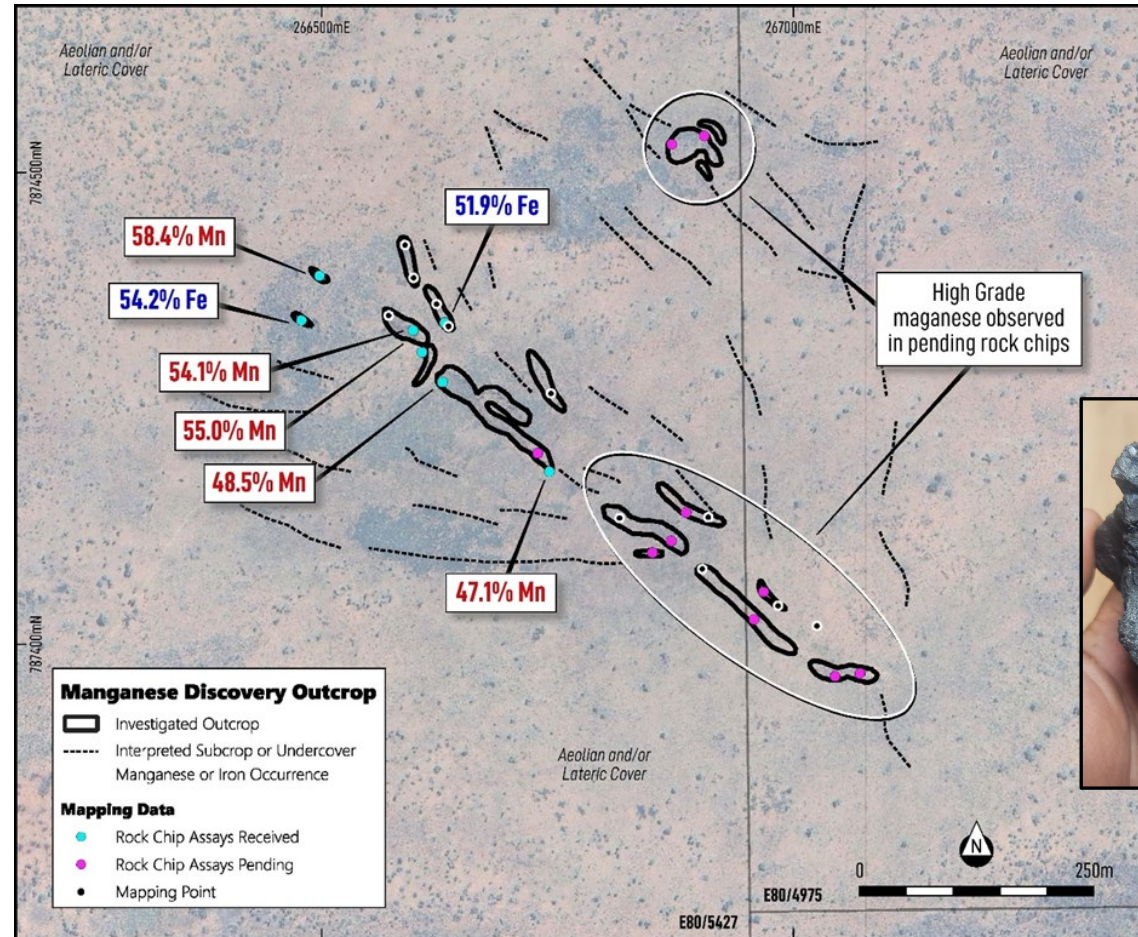 266500mE
267000mE
Aeolian and/or
Lateric Cover
Aeolian and/or
Lateric Cover
7874500mN
51.9% Fe
58.4% Mn
54.2% Fe
High Grade
maganese observed
in pending rock chips
54.1% Mn
55.0% Mn
48.5% Mn
47.1% Mn
787400mN
Manganese Discovery Outcrop
Investigated Outcrop
Interpreted Subcrop or Undercover
Manganese or Iron Occurrence
Mapping Data
Rock Chip Assays Received
Rock Chip Assays Pending
Mapping Point
Aeolian and/or
Lateric Cover
N
0 250m
E80/4975
E80/5427